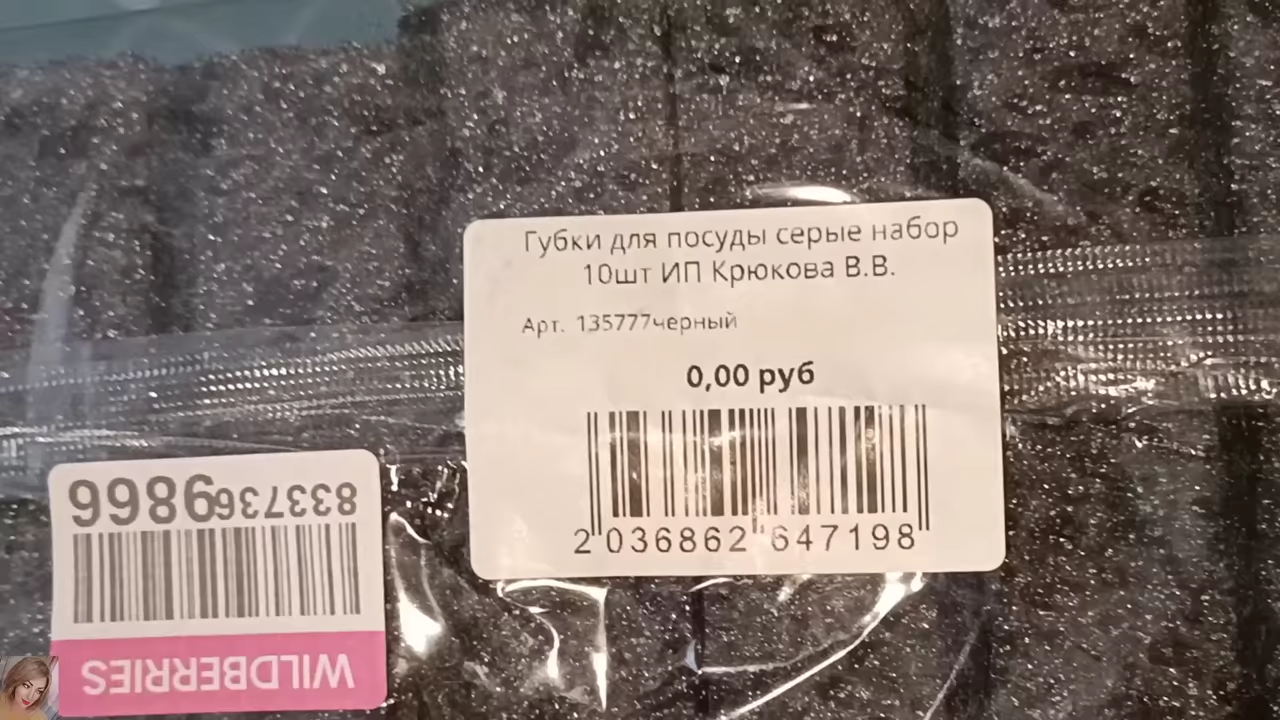 Губки для посуды серые набор
10шт ИП Крюкова В.В.
Арт. 135777черный
0,00 руб
2 036862 647198
8337369866
WILDBERRIES